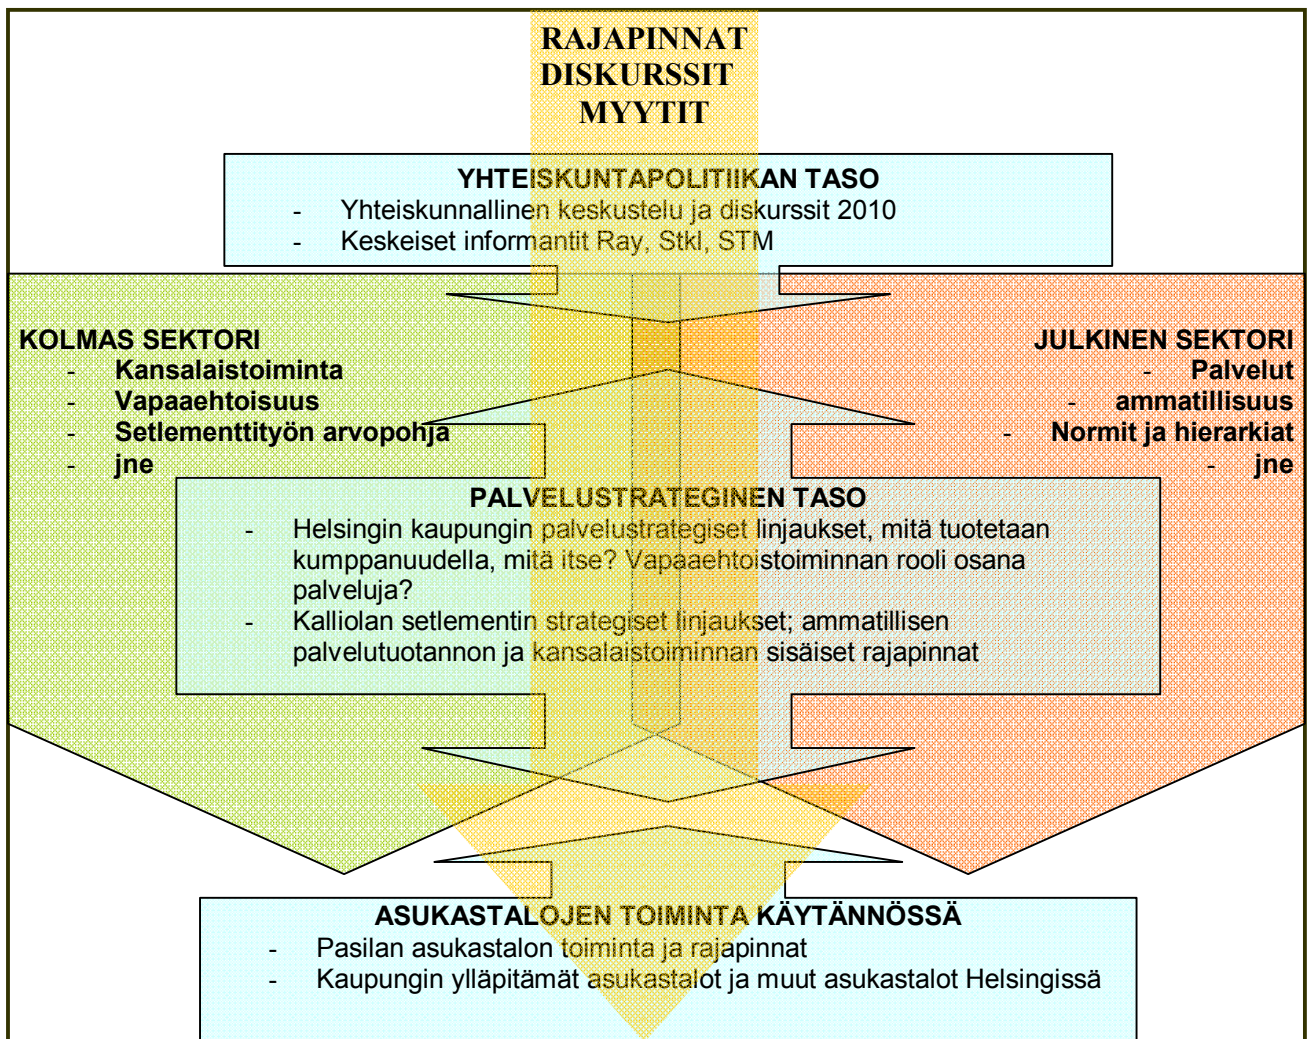 RAJAPINNAT
DISKURSSIT
MYYTIT
YHTEISKUNTAPOLITIIKAN TASO
- Yhteiskunnallinen keskustelu ja diskurssit 2010
- Keskeiset informantit Ray, Stkl, STM
KOLMAS SEKTORI
- Kansalaistoiminta
- Vapaaehtoisuus
- Setlementtityön arvopohja
- jne
JULKINEN SEKTORI
- Palvelut
- ammatillisuus
- Normit ja hierarkiat
- jne
PALVELUSTRATEGINEN TASO
- Helsingin kaupungin palvelustrategiset linjaukset, mitä tuotetaan
kumppanuudella, mitä itse? Vapaaehtoistoiminnan rooli osana
palveluja?
- Kalliolan setlementin strategiset linjaukset; ammatillisen
palvelutuotannon ja kansalaistoiminnan sisäiset rajapinnat
ASUKASTALOJEN TOIMINTA KÄYTÄNNÖSSÄ
- Pasilan asukastalon toiminta ja rajapinnat
- Kaupungin ylläpitämät asukastalot ja muut asukastalot Helsingissä